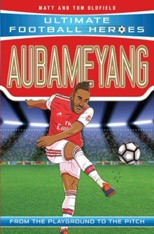 MATT AND TOM OLDFIELD
ULTIMATE
FOOTBALL HEROES
AUBAMEYANG
FROM THE PLAYGROUND TO THE PITCH